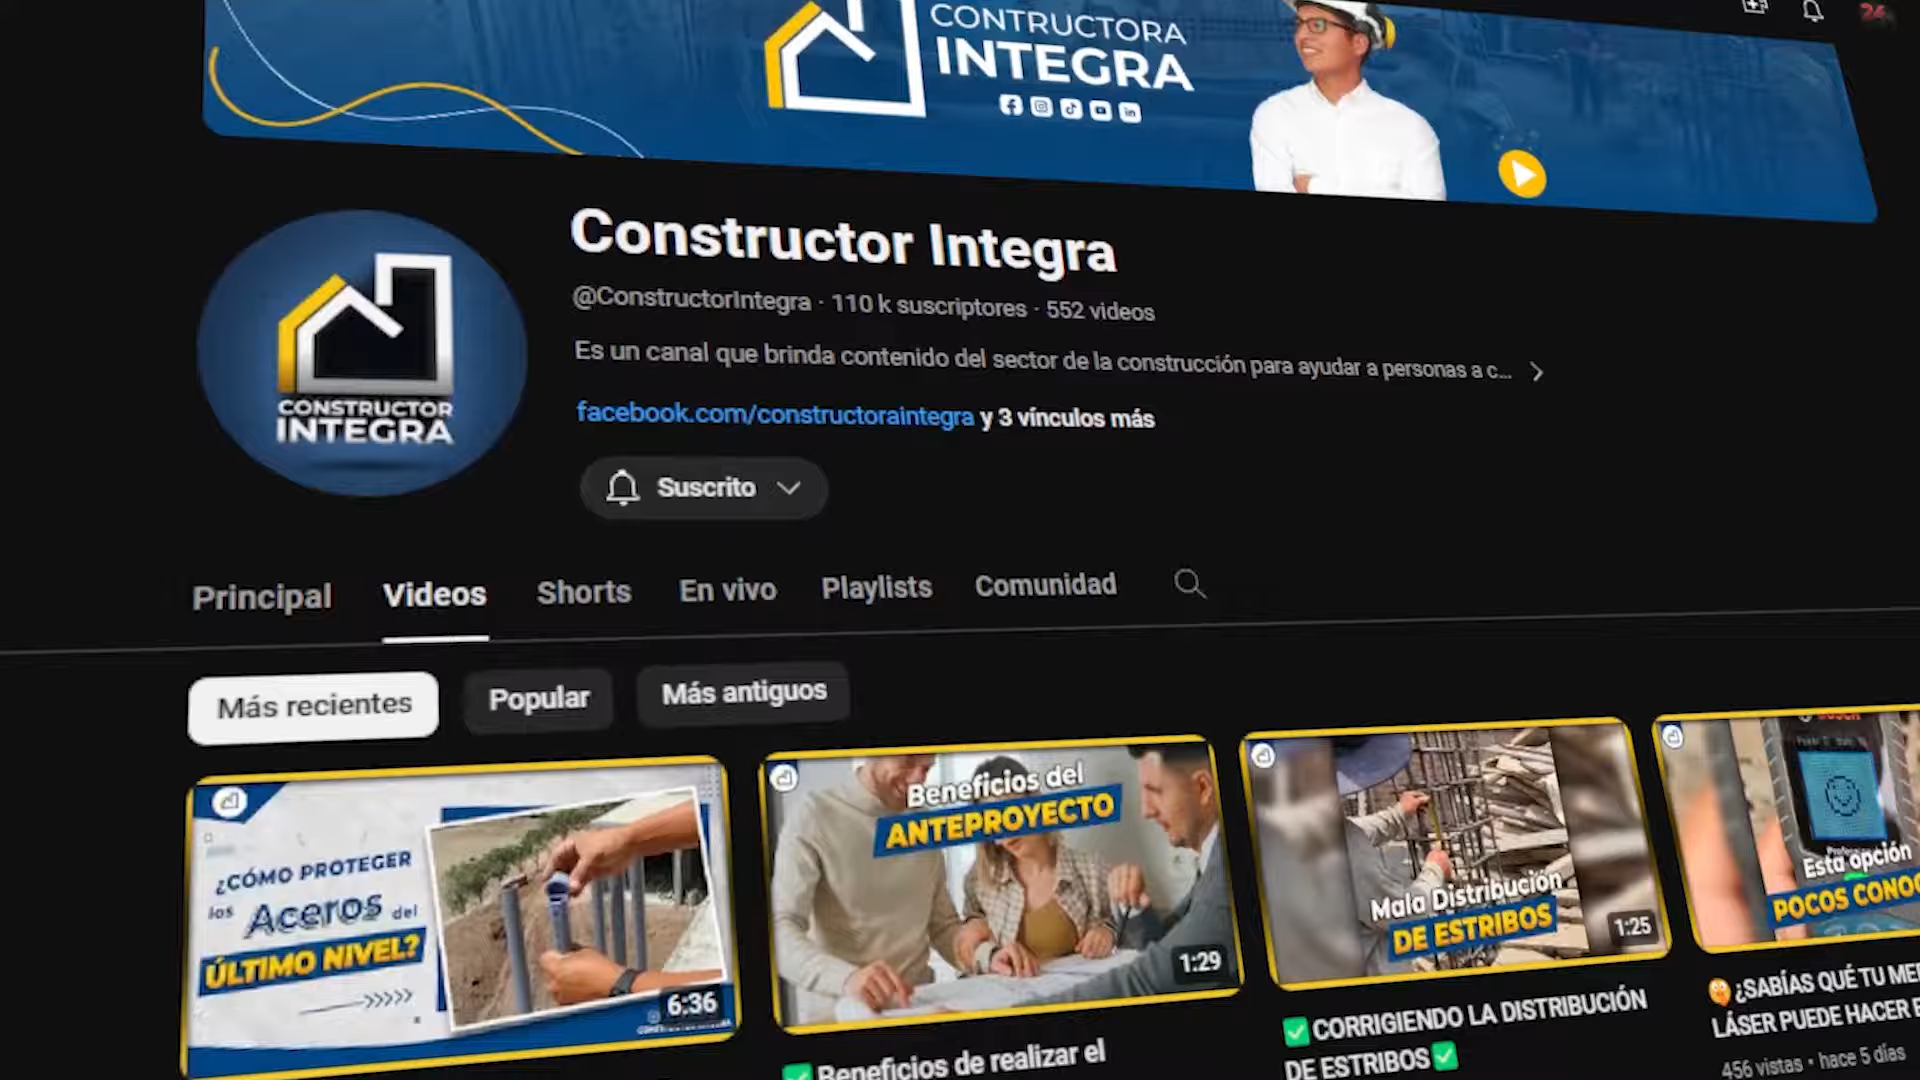 CONTRUCTORA
INTEGRA
24
Constructor Integra
@ConstructorIntegra · 110 k suscriptores · 552 videos
Es un canal que brinda contenido del sector de la construcción para ayudar a personas a c...
facebook.com/constructoraintegra y 3 vínculos más
Suscrito
CONSTRUCTOR
INTEGRA
Principal Videos Shorts En vivo Playlists Comunidad
Más recientes Popular Más antiguos
¿CÓMO PROTEGER
los Aceros del
ÚLTIMO NIVEL?
6:36
Beneficios del
ANTEPROYECTO
1:29
✅ Beneficios de realizar el
Mala Distribución
DE ESTRIBOS
1:25
✅CORRIGIENDO LA DISTRIBUCIÓN
DE ESTRIBOS✅
Esta opción
POCOS CONOC
¿SABÍAS QUÉ TU ME
LÁSER PUEDE HACER E
456 vistas · hace 5 días